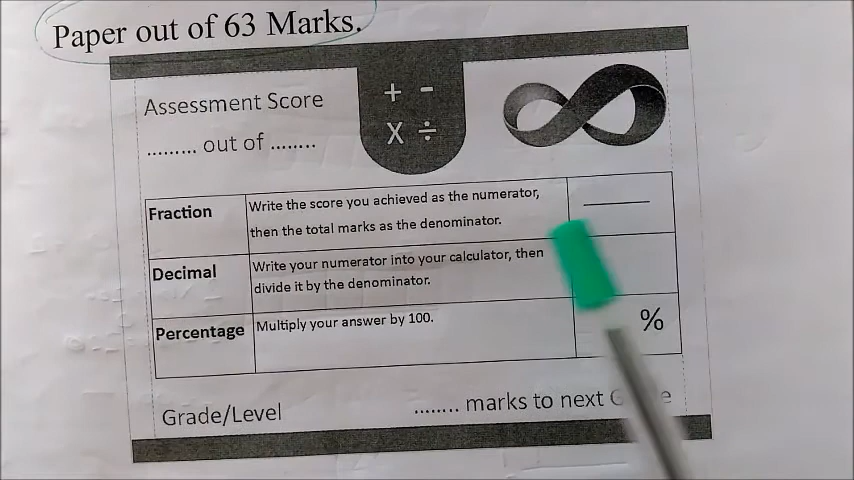 Paper out of 63 Marks.
+ -
X ÷
Assessment Score
......... out of ........
Fraction
Write the score you achieved as the numerator,
then the total marks as the denominator.
Decimal
Write your numerator into your calculator, then
divide it by the denominator.
Percentage
Multiply your answer by 100.
%
Grade/Level
........ marks to next